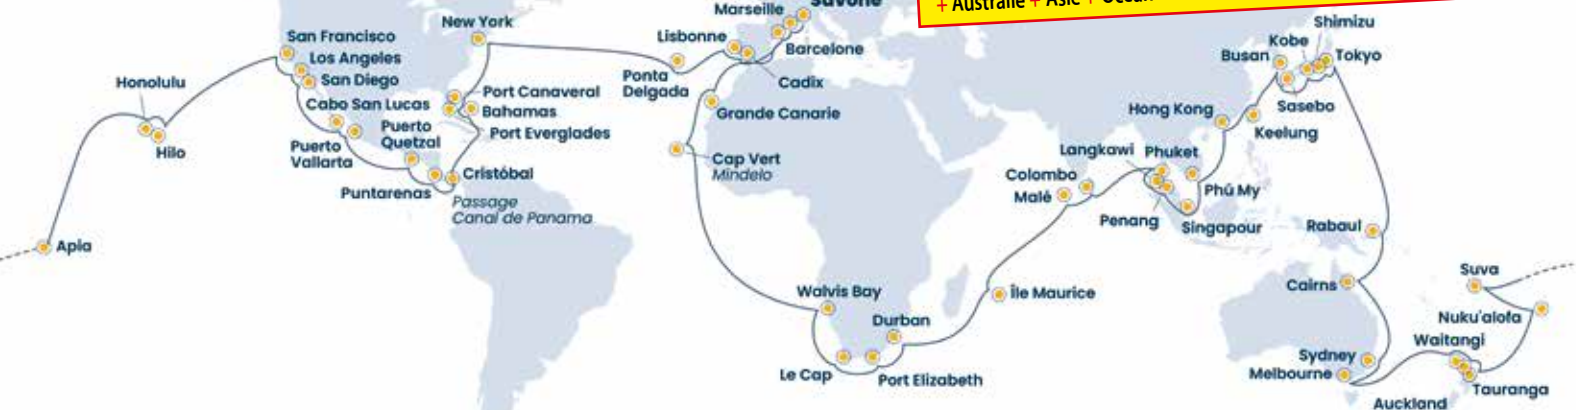 Savone
+ Australie + Asie +
Marseille
New York
Shimizu
San Francisco
Lisbonne
Kobe
Barcelone
Busan
Tokyo
Los Angeles
Honolulu
San Diego
Ponta
Delgada
Cadix
Port Canaveral
Sasebo
Cabo San Lucas
Bahamas
Grande Canarie
Hong Kong
Keelung
Puerto
Quetzal
Port Everglades
Puerto
Vallarta
Hilo
Langkawi
Phuket
Cap Vert
Mindelo
Cristóbal
Colombo
Puntarenas
Malé
Phú My
Passage
Canal de Panama
Penang
Singapour
Rabaul
Apia
Suva
Cairns
Walvis Bay
Île Maurice
Durban
Nuku'alofa
Waitangi
Sydney
Le Cap
Port Elizabeth
Melbourne
Tauranga
Auckland